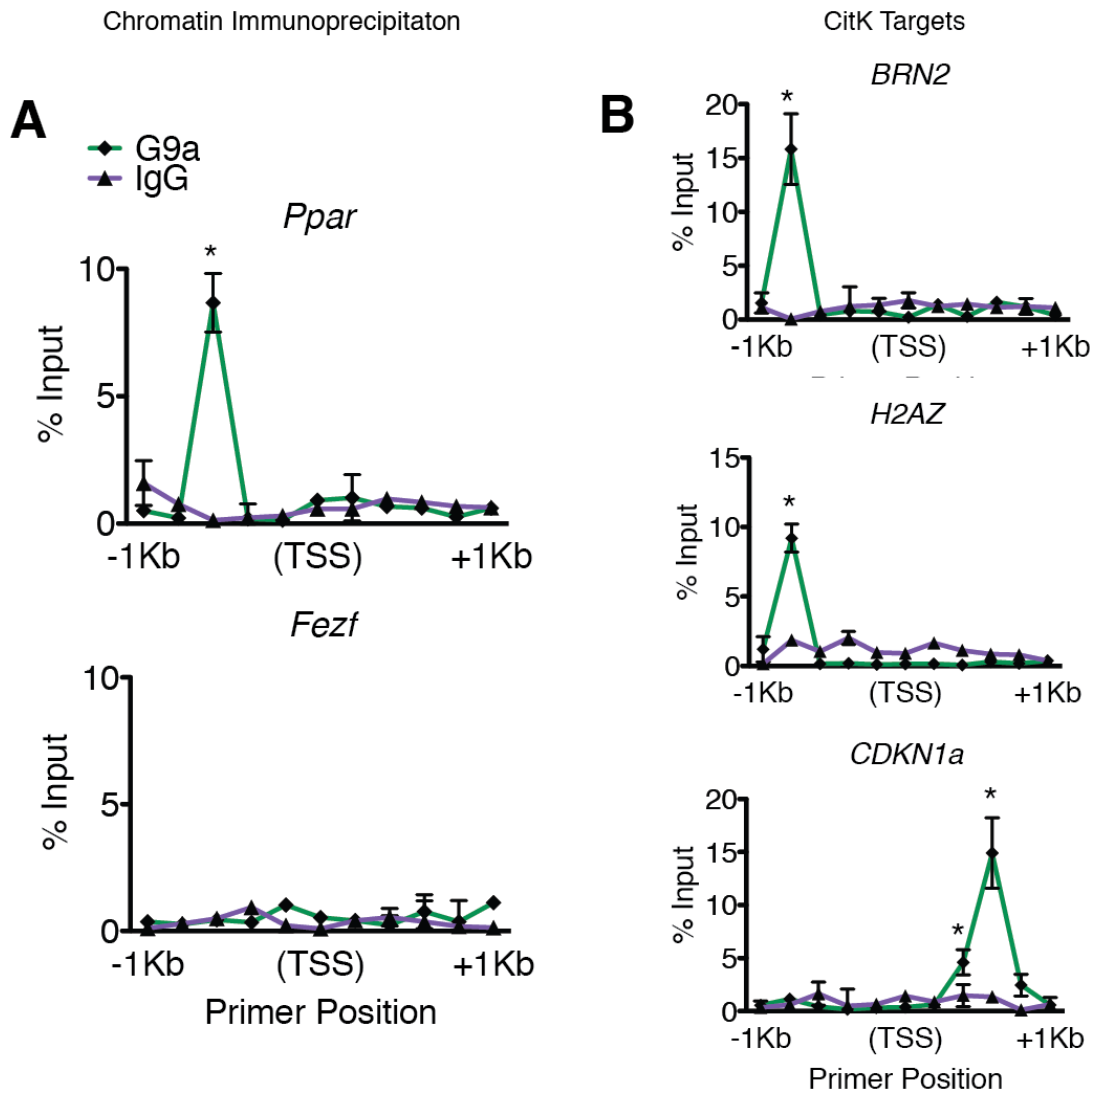 Chromatin Immunoprecipitaton
CitK Targets
A
G9a
IgG
Ppar
*
10
5
0
% Input
-1Kb (TSS) +1Kb
Fezf
10
5
0
% Input
-1Kb (TSS) +1Kb
Primer Position
B
BRN2
*
20
15
10
5
0
% Input
-1Kb (TSS) +1Kb
H2AZ
*
15
10
5
0
% Input
-1Kb (TSS) +1Kb
CDKN1a
*
*
20
15
10
5
0
% Input
-1Kb (TSS) +1Kb
Primer Position